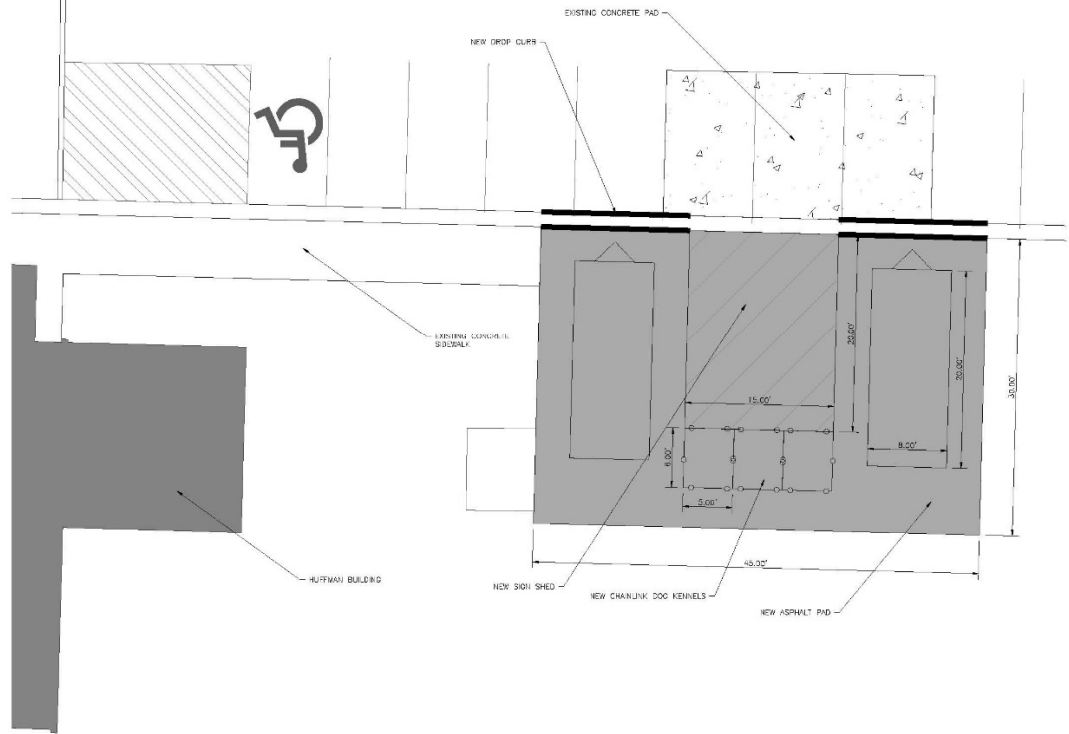 EXISTING CONCRETE PAD
NEW DROP CURB
EXISTING CONCRETE
SIDEWALK
20.00'
20.00'
30.00'
15.00'
8.00'
6.00'
5.00'
45.00'
HUFFMAN BUILDING
NEW SIGN SHED
NEW CHAINLINK DOG KENNELS
NEW ASPHALT PAD